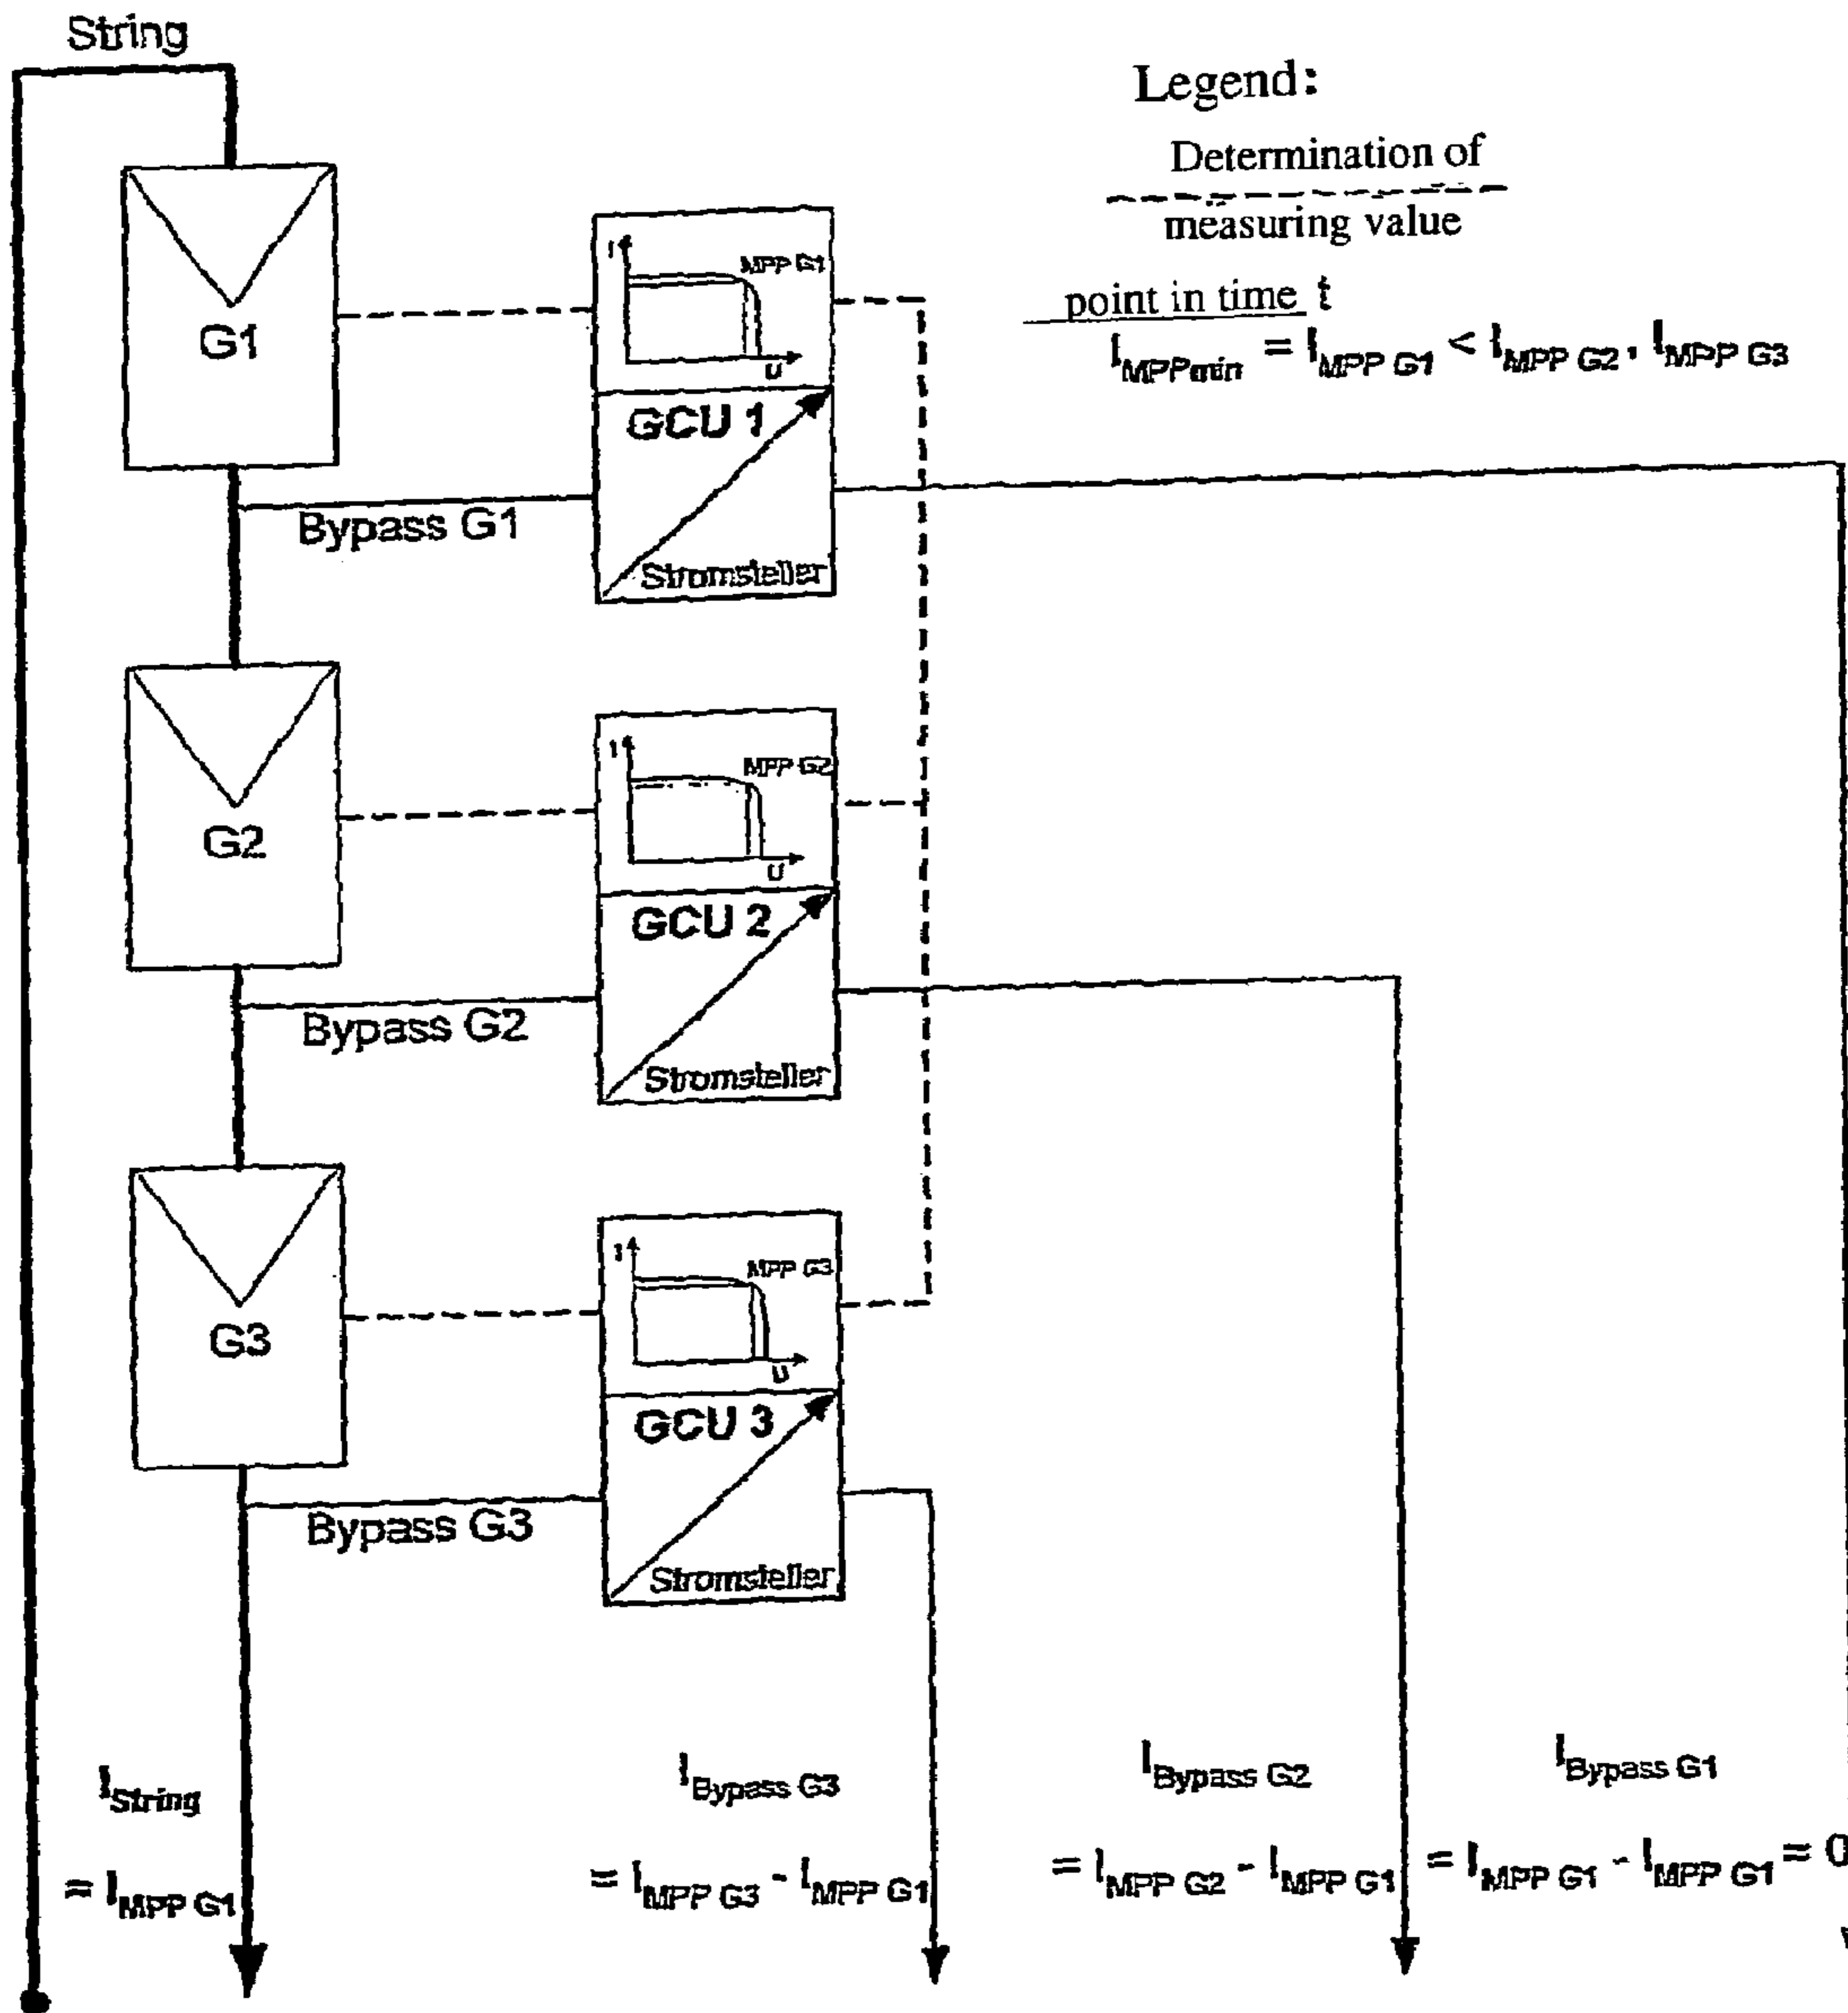 String
Legend:
Determination of
measuring value
point in time t
I_MPPmin = I_MPP G1 < I_MPP G2, I_MPP G3
G1
I
MPP G1
U
GCU 1
Stromsteller
Bypass G1
G2
I
MPP G2
U
GCU 2
Stromsteller
Bypass G2
G3
I
MPP G3
U
GCU 3
Stromsteller
Bypass G3
I_String
= I_MPP G1
I_Bypass G3
= I_MPP G3 - I_MPP G1
I_Bypass G2
= I_MPP G2 - I_MPP G1
I_Bypass G1
= I_MPP G1 - I_MPP G1 = 0